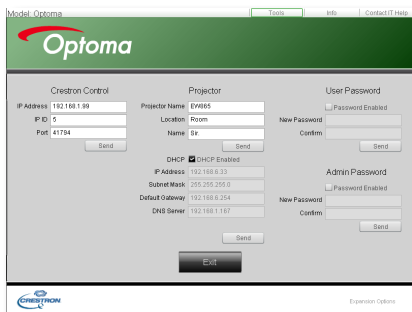 Model: Optoma
Tools
Info
Contact IT Help
Optoma
Crestron Control
IP Address 192.168.1.99
IP ID 5
Port 41794
Send
Projector
Projector Name EW865
Location Room
Name Sir.
Send
DHCP DHCP Enabled
IP Address 192.168.6.33
Subnet Mask 255.255.255.0
Default Gateway 192.168.6.254
DNS Server 192.168.1.167
Send
Exit
User Password
Password Enabled
New Password
Confirm
Send
Admin Password
Password Enabled
New Password
Confirm
Send
CRESTRON
Expansion Options